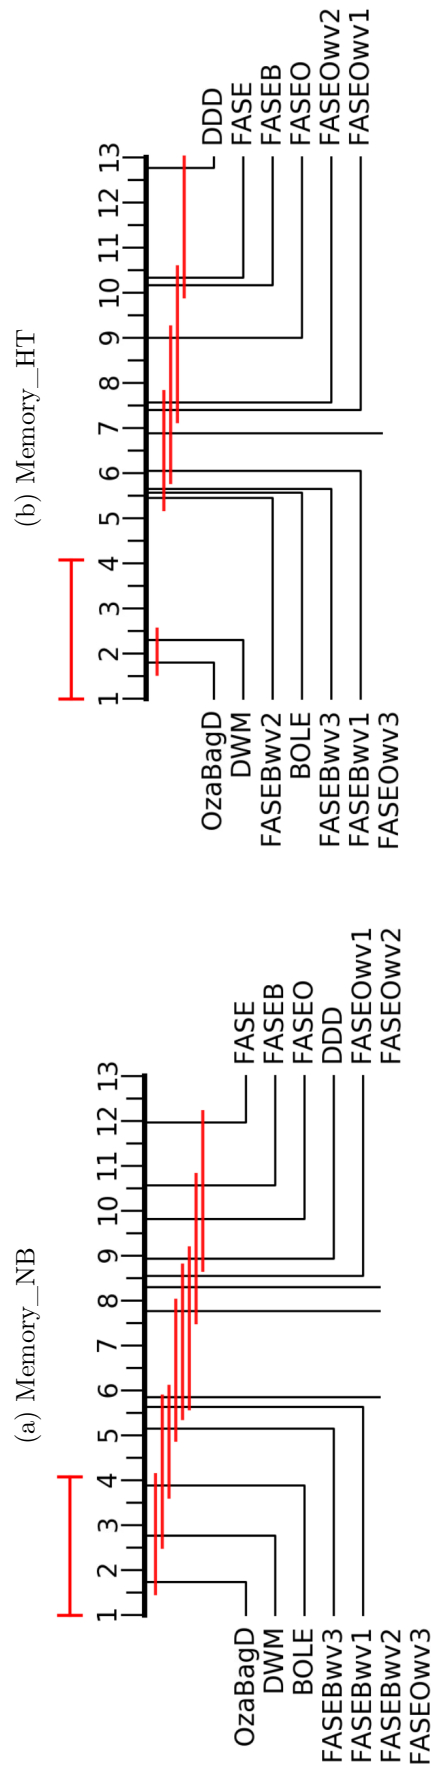 (a) Memory_NB
1 2 3 4 5 6 7 8 9 10 11 12 13
OzaBagD
DWM
BOLE
FASEBwv3
FASEBwv1
FASEBwv2
FASEOwv3
FASE
FASEB
FASEO
DDD
FASEOwv1
FASEOwv2
(b) Memory_HT
1 2 3 4 5 6 7 8 9 10 11 12 13
OzaBagD
DWM
FASEBwv2
BOLE
FASEBwv3
FASEBwv1
FASEOwv3
DDD
FASE
FASEB
FASEO
FASEOwv2
FASEOwv1